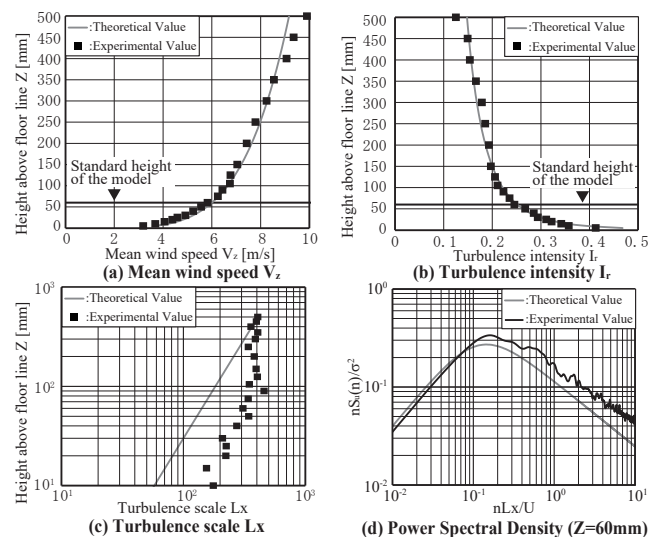 500
450
400
350
300
250
200
150
100
50
0
Height above floor line Z [mm]
:Theoretical Value
:Experimental Value
Standard height
of the model
0 2 4 6 8 10
Mean wind speed Vz [m/s]
(a) Mean wind speed Vz
500
450
400
350
300
250
200
150
100
50
0
Height above floor line Z [mm]
:Theoretical Value
:Experimental Value
Standard height
of the model
0 0.1 0.2 0.3 0.4 0.5
Turbulence intensity Ir
(b) Turbulence intensity Ir
10³
10²
10¹
Height above floor line Z [mm]
:Theoretical Value
:Experimental Value
10¹ 10² 10³
Turbulence scale Lx
(c) Turbulence scale Lx
10⁰
10⁻¹
10⁻²
nSu(n)/σ²
:Theoretical Value
:Experimental Value
10⁻² 10⁻¹ 10⁰ 10¹
nLx/U
(d) Power Spectral Density (Z=60mm)